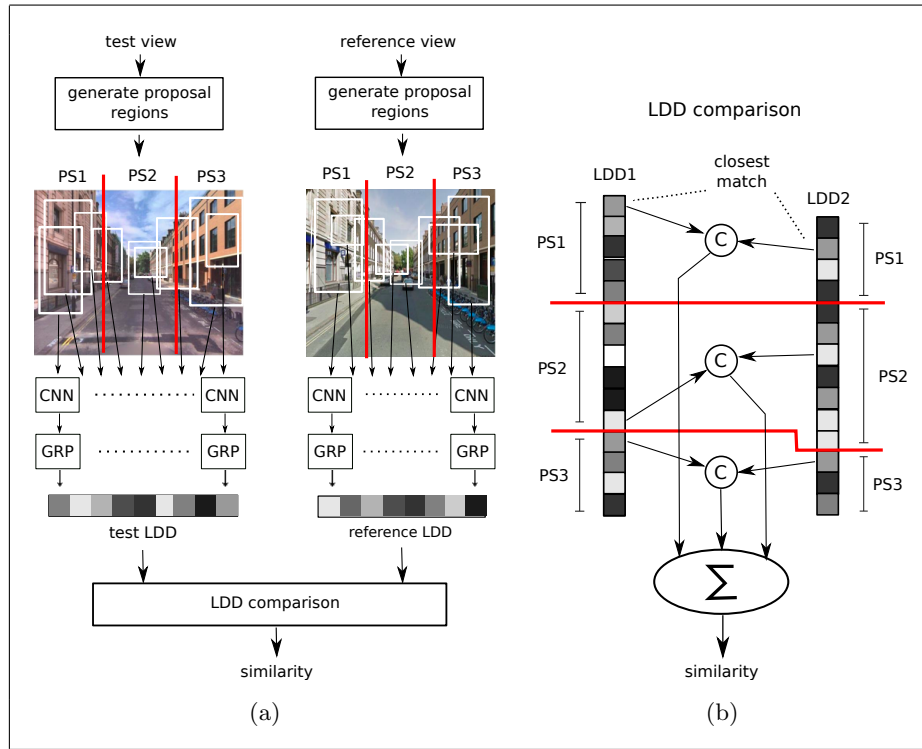 test view
reference view
generate proposal
regions
generate proposal
regions
PS1 PS2 PS3
PS1 PS2 PS3
CNN CNN
CNN CNN
GRP GRP
GRP GRP
test LDD
reference LDD
LDD comparison
similarity
(a)
LDD comparison
closest
match
LDD1
LDD2
PS1
PS1
C
PS2
PS2
C
PS3
PS3
C
Σ
similarity
(b)